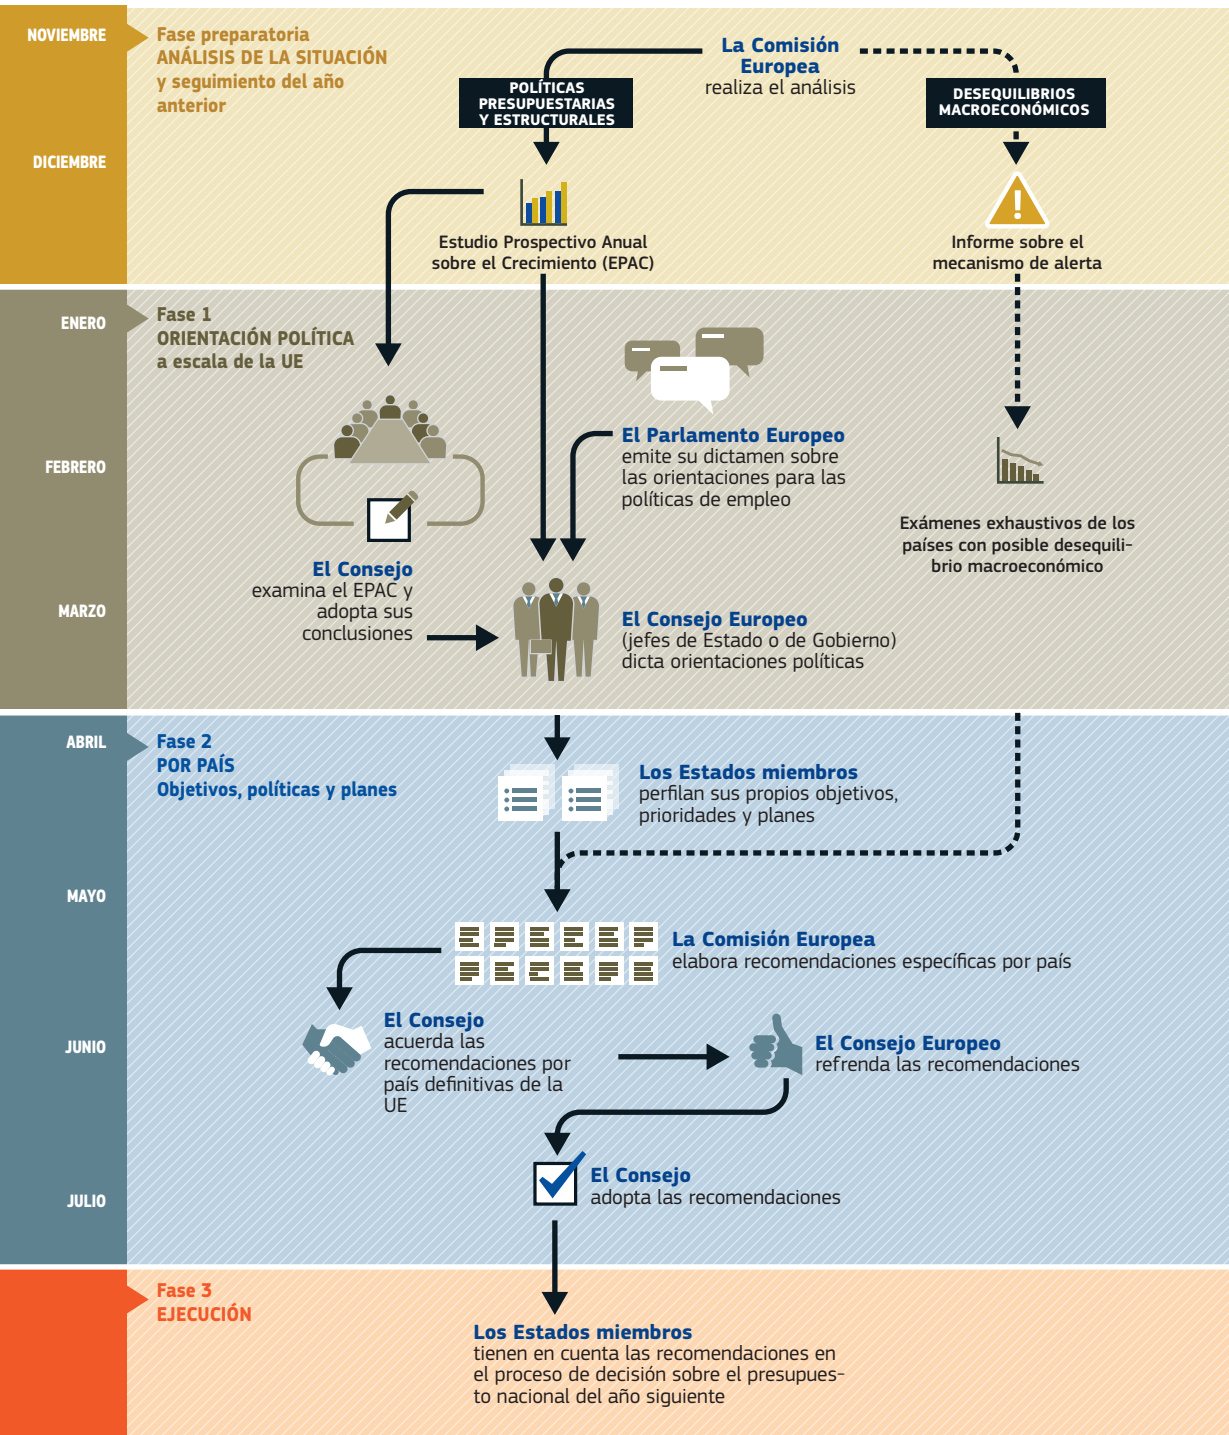 NOVIEMBRE
Fase preparatoria
ANÁLISIS DE LA SITUACIÓN
y seguimiento del año
anterior
La Comisión
Europea
realiza el análisis
POLÍTICAS
PRESUPUESTARIAS
Y ESTRUCTURALES
DESEQUILIBRIOS
MACROECONÓMICOS
DICIEMBRE
Estudio Prospectivo Anual
sobre el Crecimiento (EPAC)
Informe sobre el
mecanismo de alerta
ENERO
Fase 1
ORIENTACIÓN POLÍTICA
a escala de la UE
El Parlamento Europeo
emite su dictamen sobre
las orientaciones para las
políticas de empleo
FEBRERO
Exámenes exhaustivos de los
países con posible desequili-
brio macroeconómico
El Consejo
examina el EPAC y
adopta sus
conclusiones
MARZO
El Consejo Europeo
(jefes de Estado o de Gobierno)
dicta orientaciones políticas
ABRIL
Fase 2
POR PAÍS
Objetivos, políticas y planes
Los Estados miembros
perfilan sus propios objetivos,
prioridades y planes
MAYO
La Comisión Europea
elabora recomendaciones específicas por país
El Consejo
acuerda las
recomendaciones por
país definitivas de la
UE
JUNIO
El Consejo Europeo
refrenda las recomendaciones
El Consejo
adopta las recomendaciones
JULIO
Fase 3
EJECUCIÓN
Los Estados miembros
tienen en cuenta las recomendaciones en
el proceso de decisión sobre el presupues-
to nacional del año siguiente